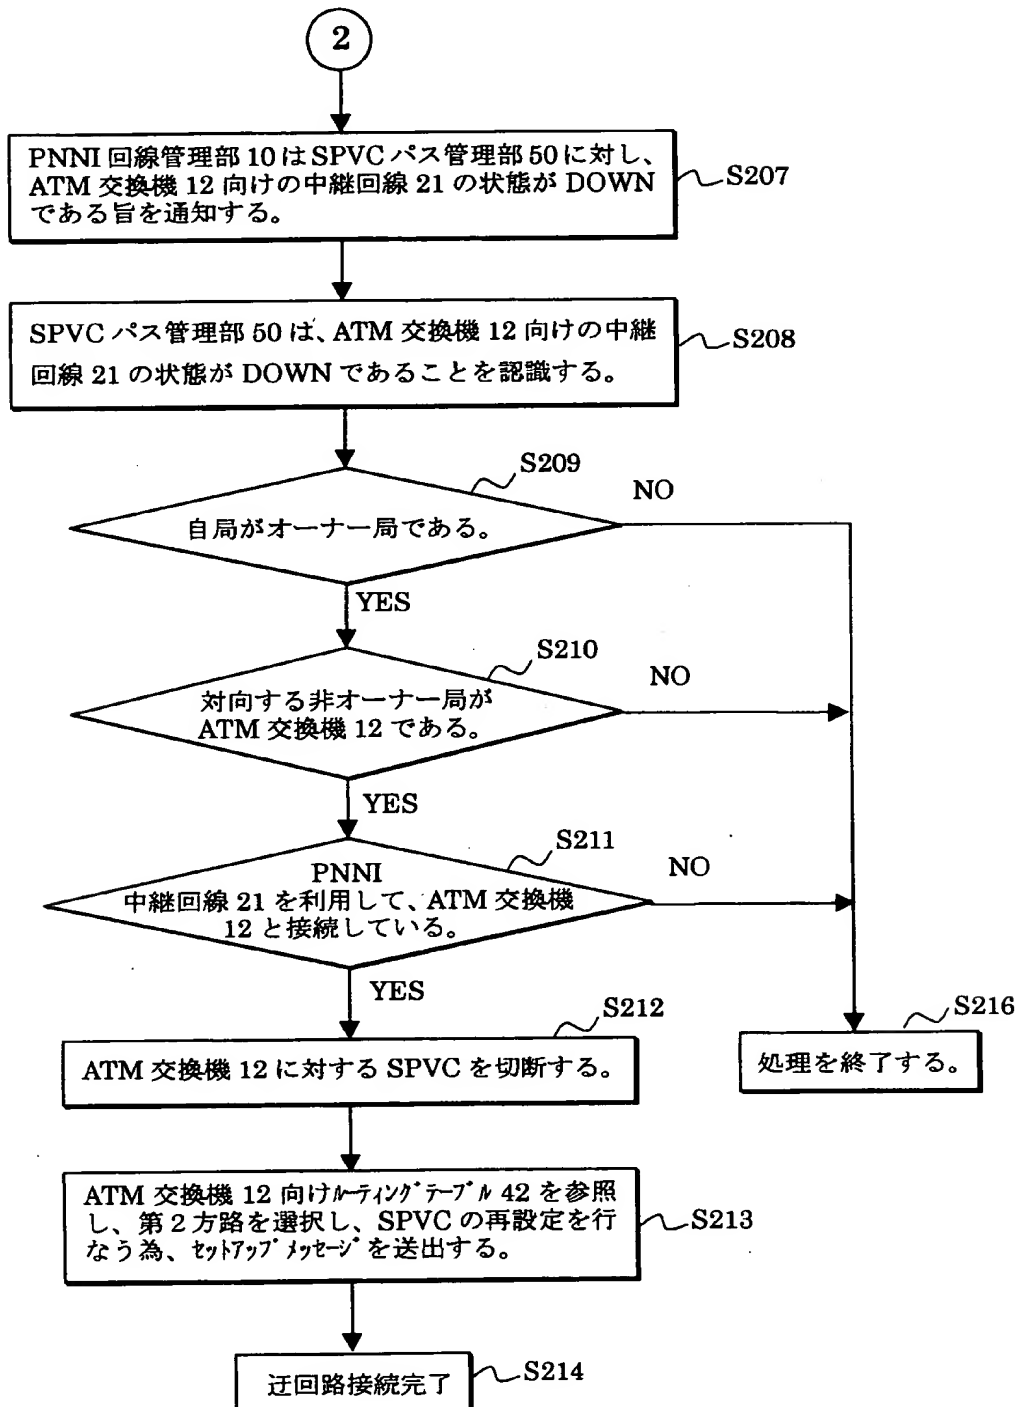 2
PNNI 回線管理部 10 は SPVC パス管理部 50 に対し、
ATM 交換機 12 向けの中継回線 21 の状態が DOWN
である旨を通知する。
S207
SPVC パス管理部 50 は、ATM 交換機 12 向けの中継
回線 21 の状態が DOWN であることを認識する。
S208
S209
自局がオーナー局である。
NO
YES
S210
対向する非オーナー局が
ATM 交換機 12 である。
NO
YES
S211
PNNI
中継回線 21 を利用して、ATM 交換機
12 と接続している。
NO
YES
S212
ATM 交換機 12 に対する SPVC を切断する。
S216
処理を終了する。
ATM 交換機 12 向けルーティングテーブル 42 を参照
し、第 2 方路を選択し、SPVC の再設定を行
なう為、セットアップメッセージを送出する。
S213
迂回路接続完了
S214